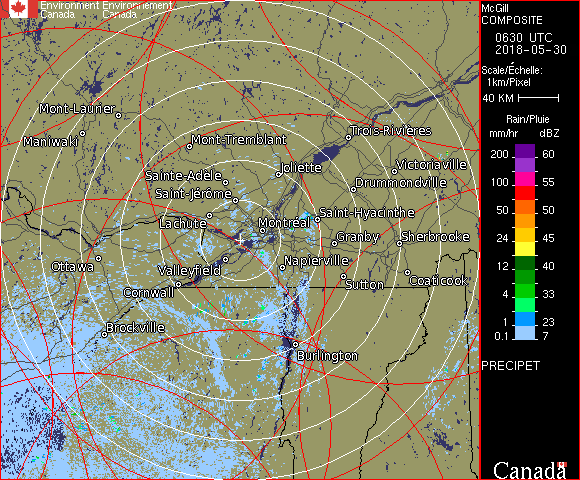 Environment Environnement
Canada Canada
McGill
COMPOSITE
0630 UTC
2018-05-30
Scale/Échelle:
1km/Pixel
40 KM
Rain/Pluie
mm/hr dBZ
200 60
100 55
50 50
24 45
12 40
4 33
1 23
0.1 7
PRECIPET
Canada
Mont-Laurier
Maniwaki
Mont-Tremblant
Trois-Rivières
Victoriaville
Joliette
Sainte-Adèle
Drummondville
Saint-Jérôme
Lachute
Saint-Hyacinthe
Montréal
Granby
Sherbrooke
Ottawa
Valleyfield
Napierville
Cornwall
Sutton
Coaticook
Brockville
Burlington